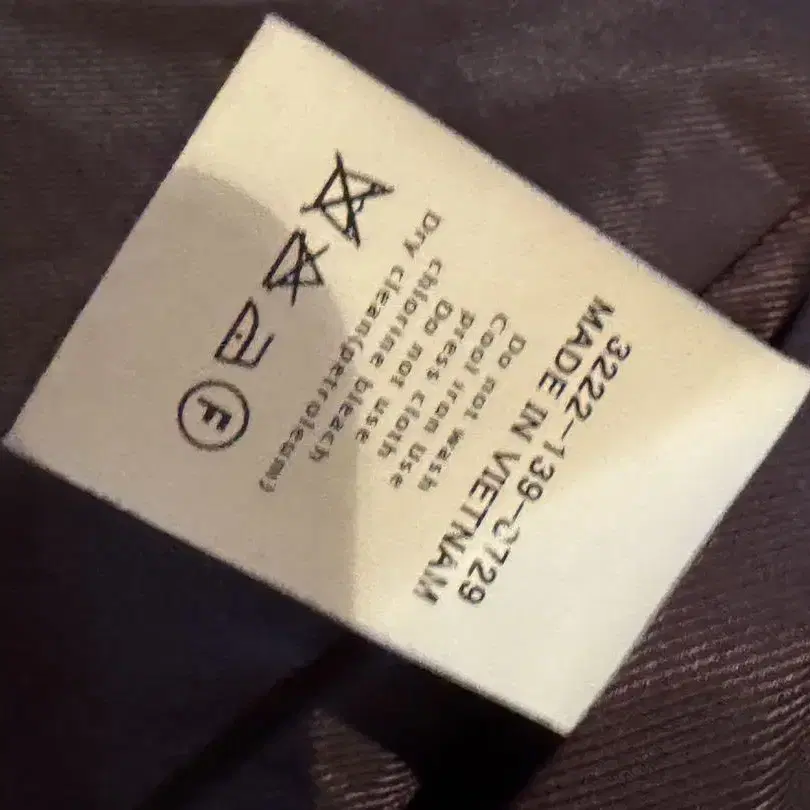 3222-139-0729
MADE IN VIETNAM
Do not wash
Cool iron Use
press cloth
Do not use
chlorine bleach
Dry clean(petroleum)
F